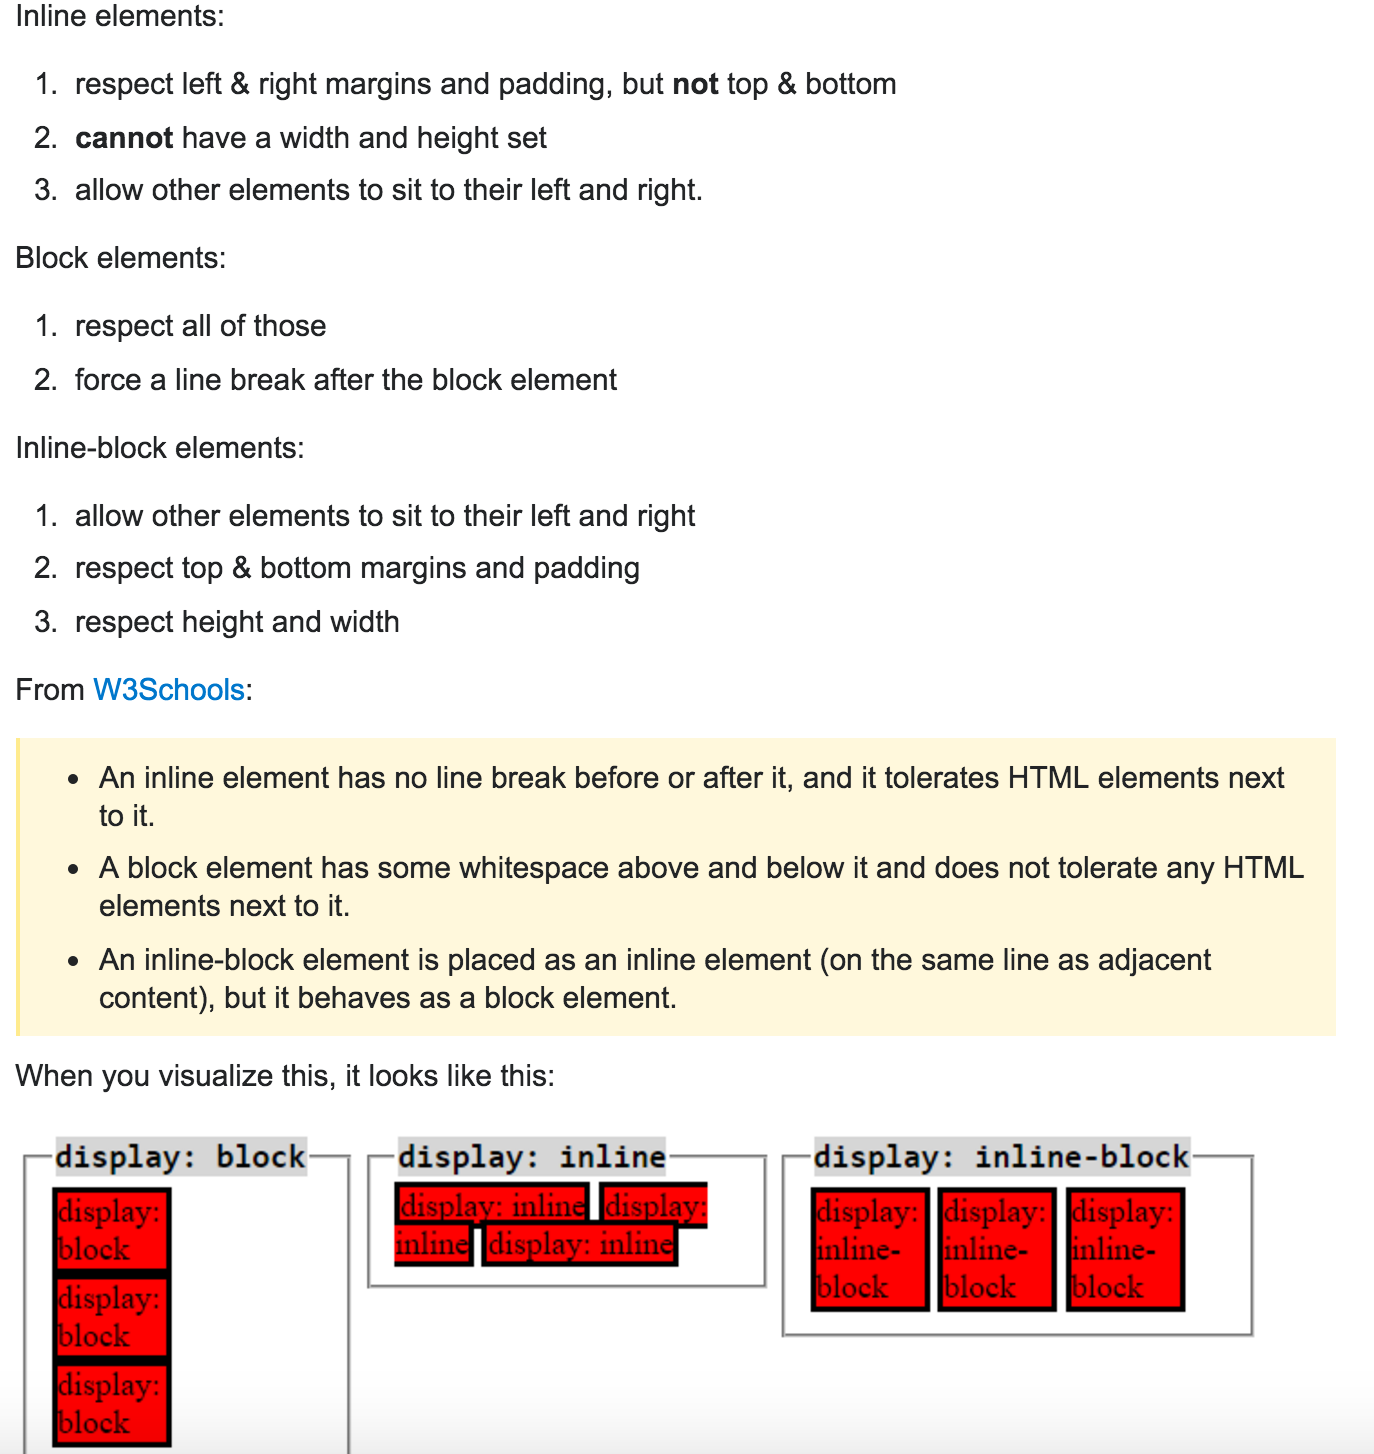 Inline elements:
1. respect left & right margins and padding, but not top & bottom
2. cannot have a width and height set
3. allow other elements to sit to their left and right.
Block elements:
1. respect all of those
2. force a line break after the block element
Inline-block elements:
1. allow other elements to sit to their left and right
2. respect top & bottom margins and padding
3. respect height and width
From W3Schools:
• An inline element has no line break before or after it, and it tolerates HTML elements next
to it.
• A block element has some whitespace above and below it and does not tolerate any HTML
elements next to it.
• An inline-block element is placed as an inline element (on the same line as adjacent
content), but it behaves as a block element.
When you visualize this, it looks like this:
display: block
display:
block
display:
block
display:
block
display: inline
display: inline display:
inline display: inline
display: inline-block
display:
inline-
block
display:
inline-
block
display:
inline-
block